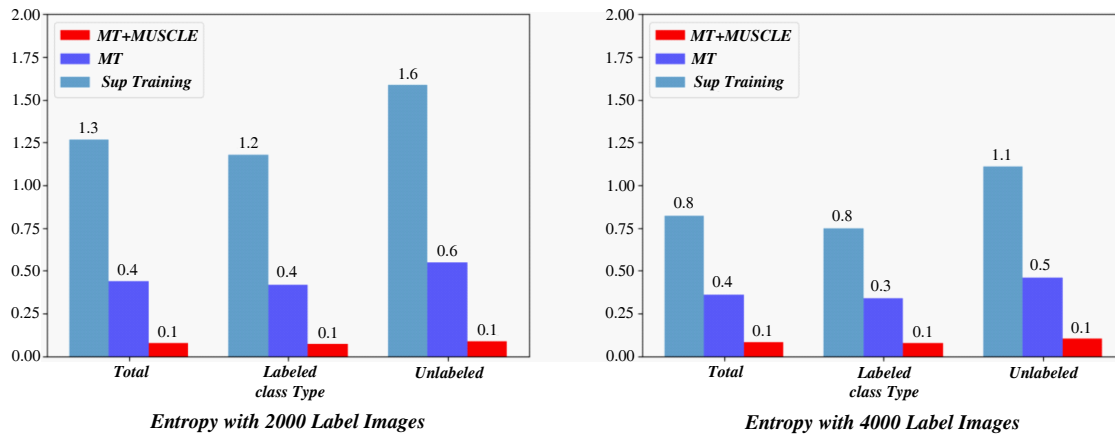 2.00
1.75
1.50
1.25
1.00
0.75
0.50
0.25
0.00
MT+MUSCLE
MT
Sup Training
1.3
0.4
0.1
1.2
0.4
0.1
1.6
0.6
0.1
Total
Labeled
Unlabeled
class Type
Entropy with 2000 Label Images
2.00
1.75
1.50
1.25
1.00
0.75
0.50
0.25
0.00
MT+MUSCLE
MT
Sup Training
0.8
0.4
0.1
0.8
0.3
0.1
1.1
0.5
0.1
Total
Labeled
Unlabeled
class Type
Entropy with 4000 Label Images